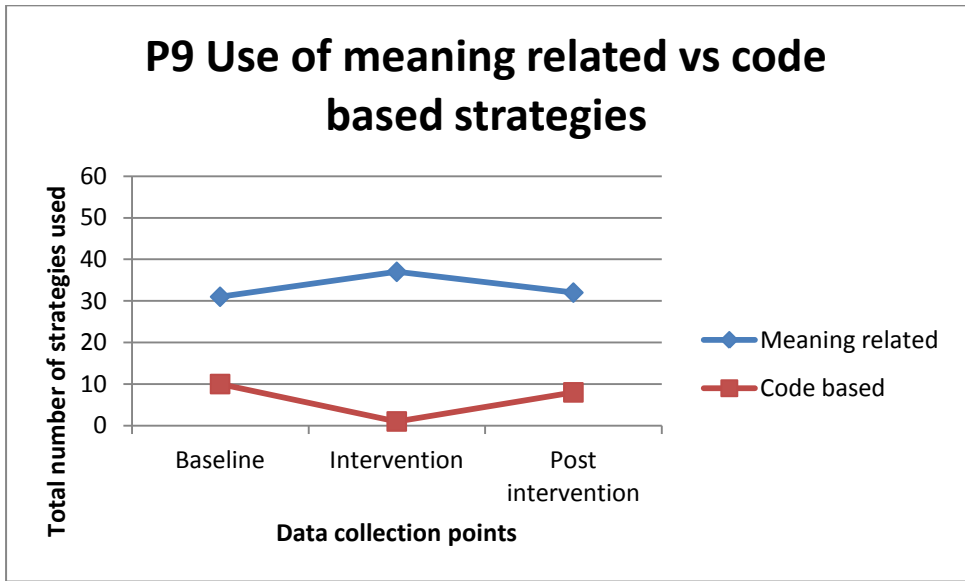 P9 Use of meaning related vs code
based strategies
Total number of strategies used
60
50
40
30
20
10
0
Baseline
Intervention
Post
intervention
Data collection points
Meaning related
Code based